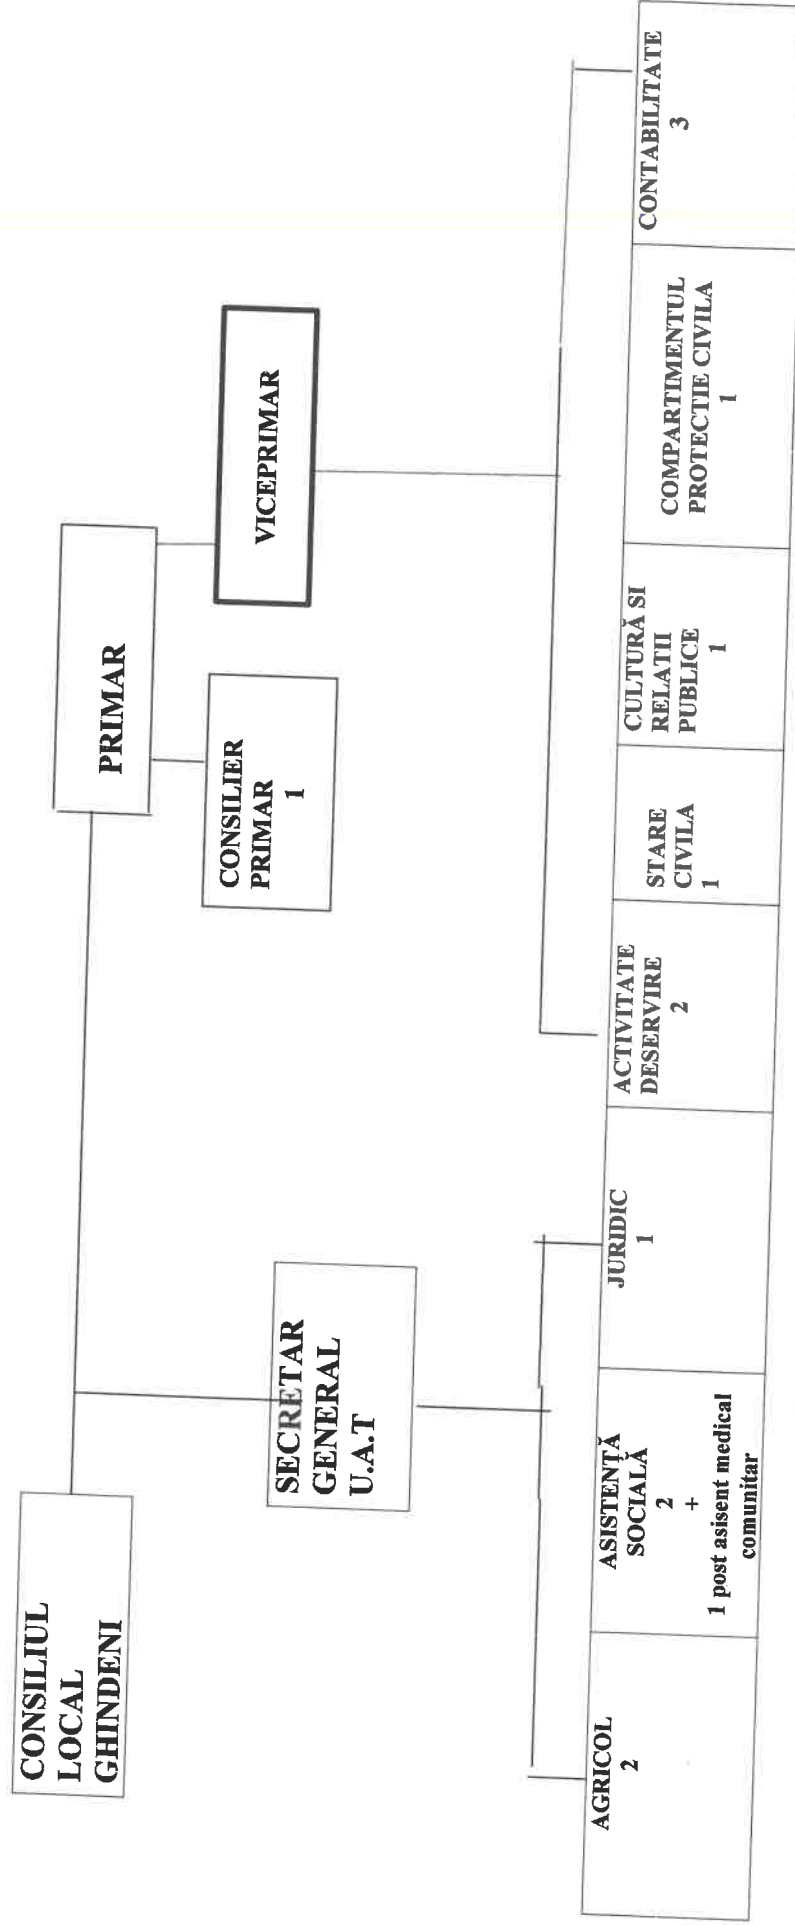 CONSILIUL
LOCAL
GHINDENI
PRIMAR
SECRETAR
GENERAL
U.A.T
CONSILIER
PRIMAR
1
VICEPRIMAR
AGRICOL
2
ASISTENŢĂ
SOCIALĂ
2
+
1 post asisent medical
comunitar
JURIDIC
1
ACTIVITATE
DESERVIRE
2
STARE
CIVILA
1
CULTURĂ SI
RELATII
PUBLICE
1
COMPARTIMENTUL
PROTECTIE CIVILA
1
CONTABILITATE
3